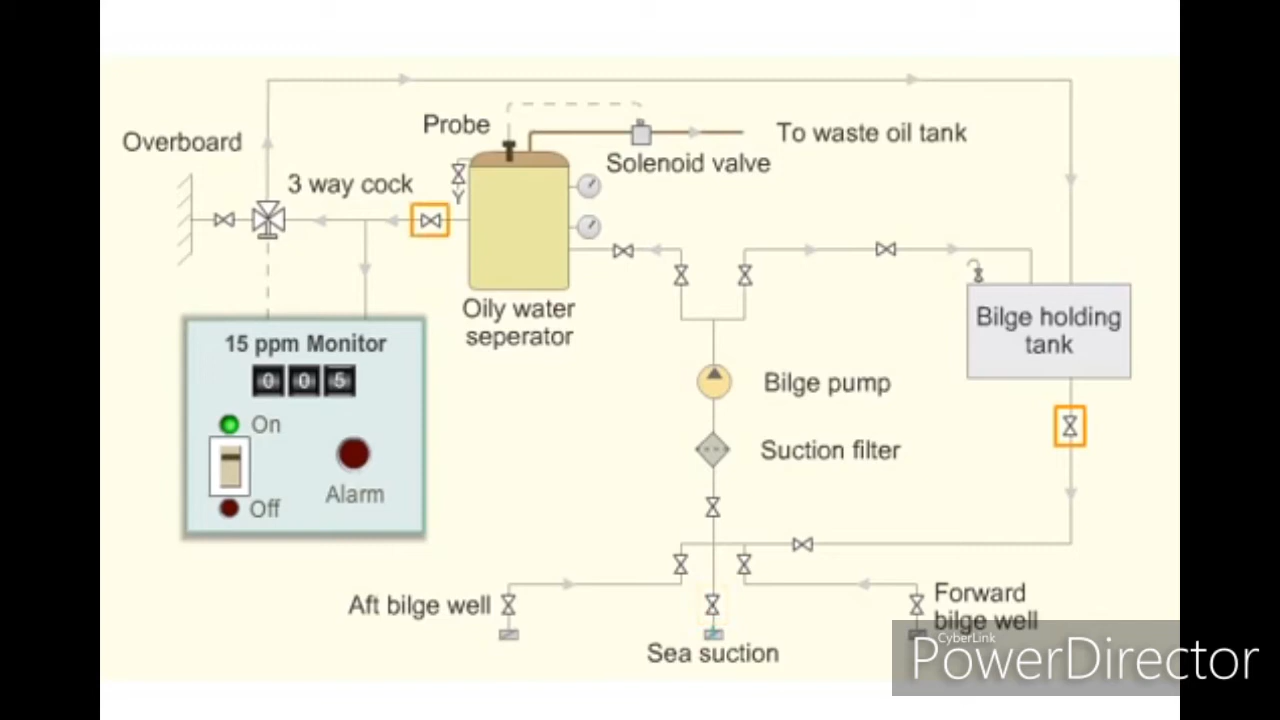 Probe
To waste oil tank
Overboard
Solenoid valve
3 way cock
Oily water
seperator
Bilge holding
tank
15 ppm Monitor
0 0 5
Bilge pump
On
Suction filter
Alarm
Off
Aft bilge well
Forward
bilge well
Sea suction
CyberLink
PowerDirector